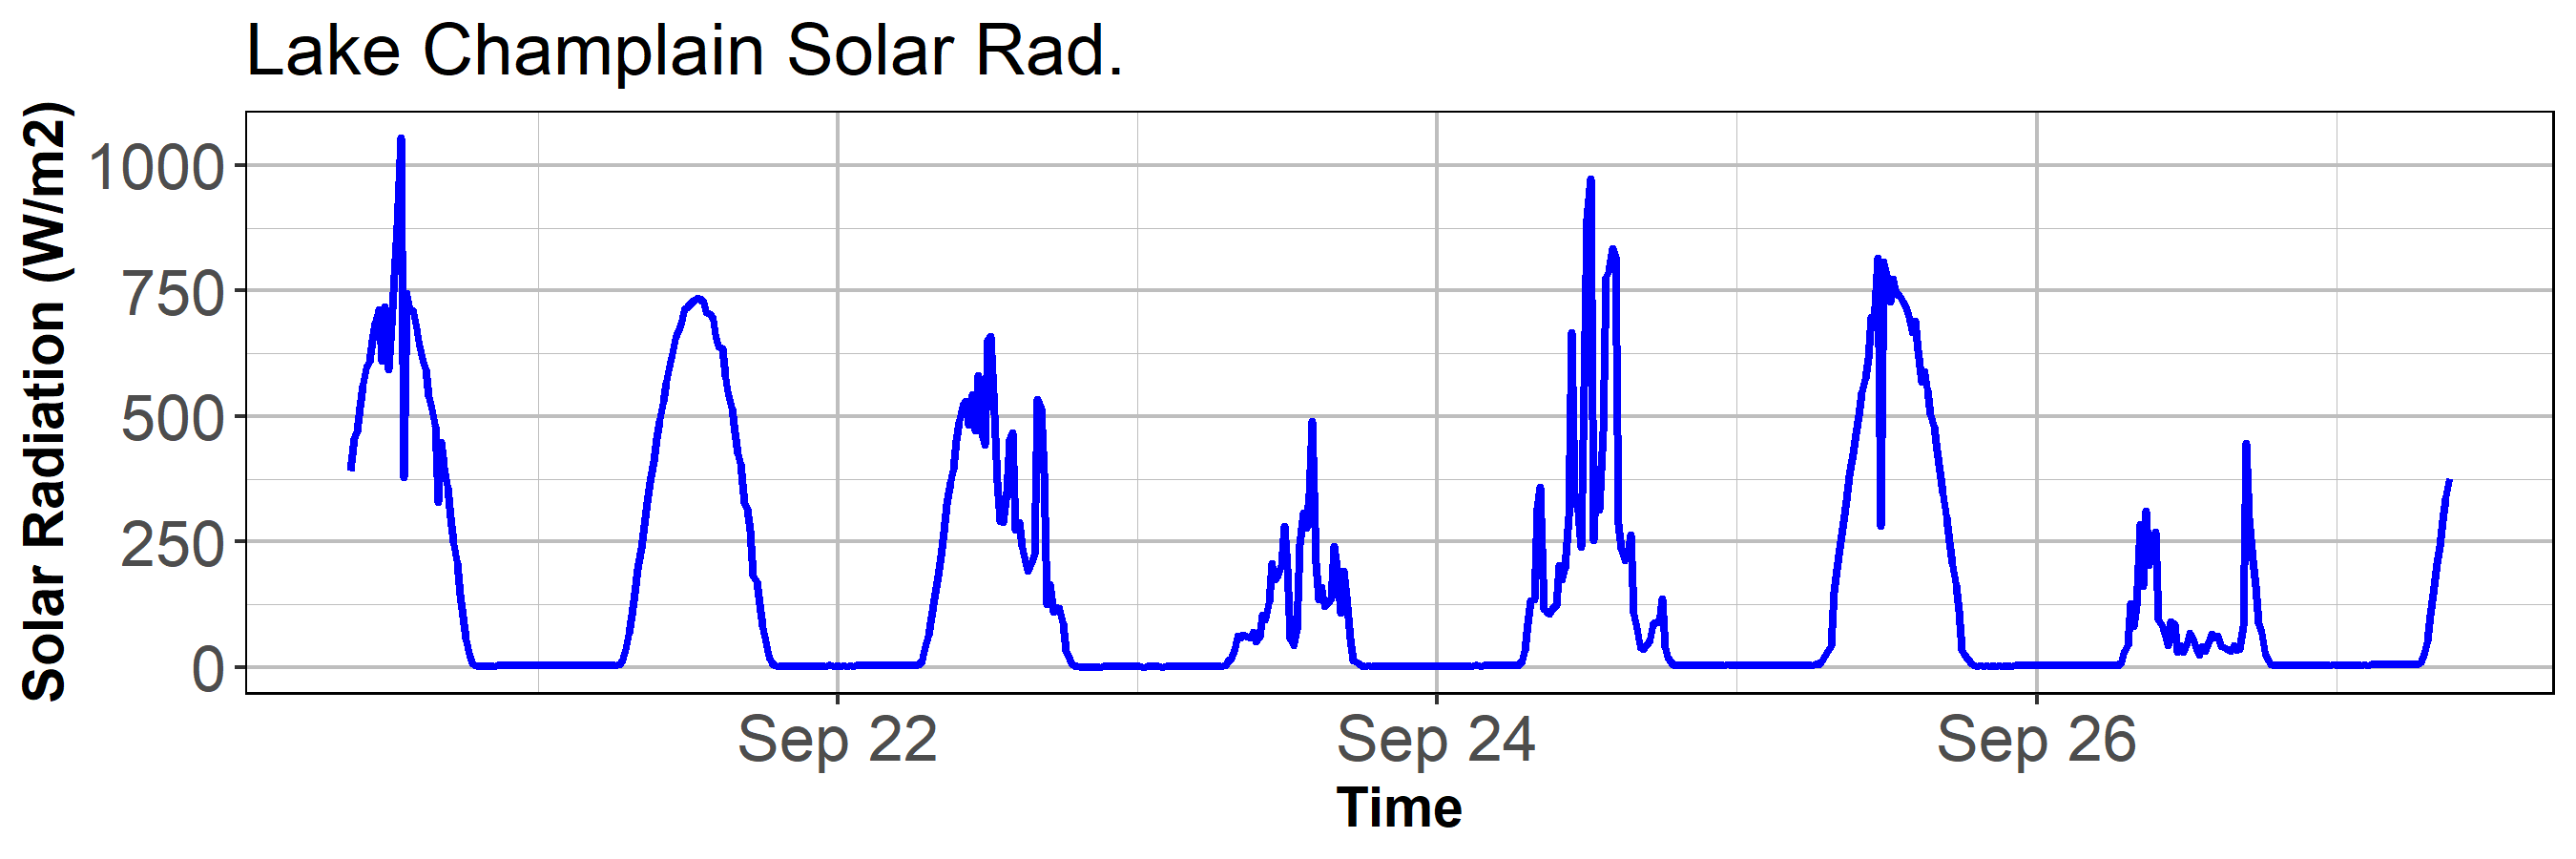 Lake Champlain Solar Rad.
Solar Radiation (W/m2)
1000
750
500
250
0
Sep 22
Sep 24
Sep 26
Time